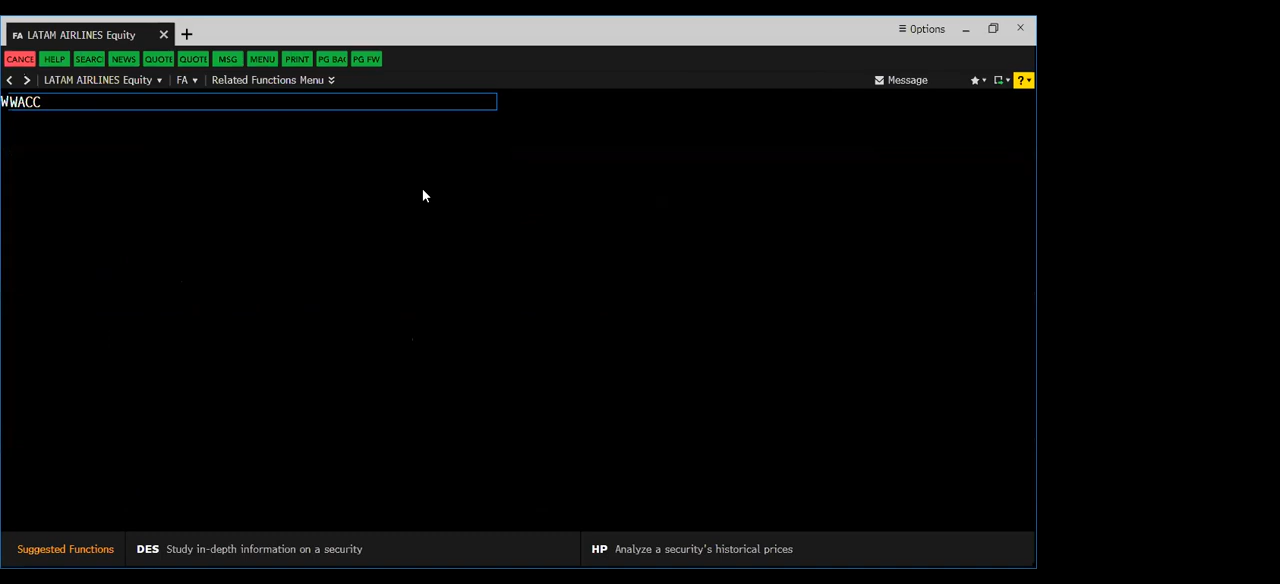 FA LATAM AIRLINES Equity
Options
CANCE HELP SEARC NEWS QUOTE QUOTE MSG MENU PRINT PG BAC PG FW
LATAM AIRLINES Equity FA Related Functions Menu Message ?
WWACC
Suggested Functions DES Study in-depth information on a security HP Analyze a security's historical prices